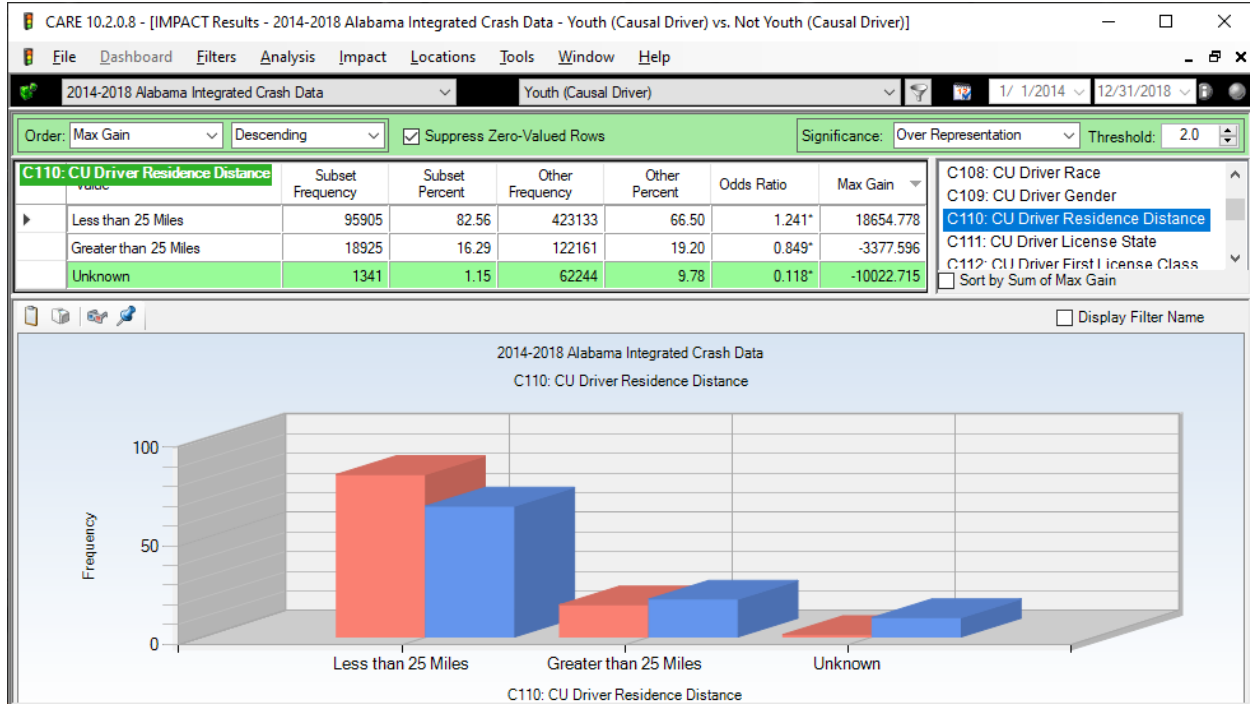 CARE 10.2.0.8 - [IMPACT Results - 2014-2018 Alabama Integrated Crash Data - Youth (Causal Driver) vs. Not Youth (Causal Driver)]
File Dashboard Filters Analysis Impact Locations Tools Window Help
2014-2018 Alabama Integrated Crash Data Youth (Causal Driver) 1/ 1/2014 12/31/2018
Order: Max Gain Descending Suppress Zero-Valued Rows Significance: Over Representation Threshold: 2.0
C110: CU Driver Residence Distance Subset Frequency Subset Percent Other Frequency Other Percent Odds Ratio Max Gain
Less than 25 Miles 95905 82.56 423133 66.50 1.241* 18654.778
Greater than 25 Miles 18925 16.29 122161 19.20 0.849* -3377.596
Unknown 1341 1.15 62244 9.78 0.118* -10022.715
C108: CU Driver Race
C109: CU Driver Gender
C110: CU Driver Residence Distance
C111: CU Driver License State
C112: CU Driver First License Class
Sort by Sum of Max Gain
Display Filter Name
2014-2018 Alabama Integrated Crash Data
C110: CU Driver Residence Distance
Frequency
100
50
0
Less than 25 Miles Greater than 25 Miles Unknown
C110: CU Driver Residence Distance